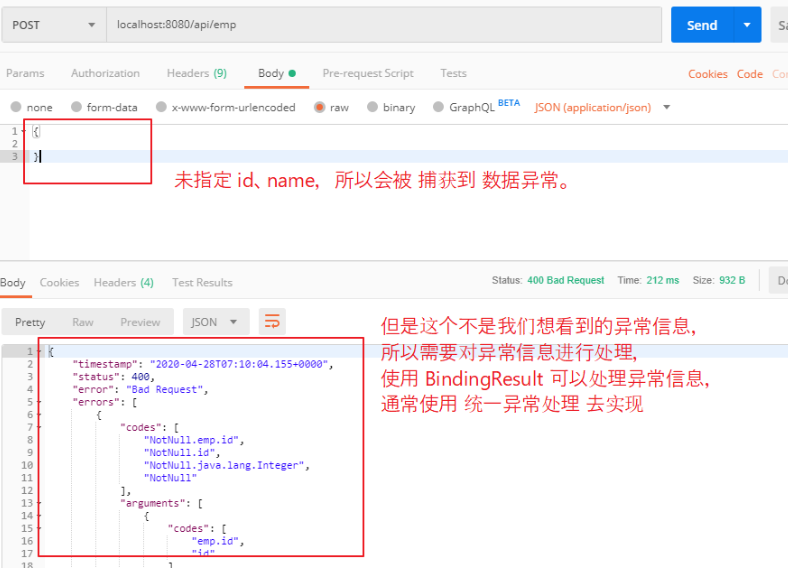 POST localhost:8080/api/emp Send Sa
Params Authorization Headers (9) Body Pre-request Script Tests Cookies Code Co
none form-data x-www-form-urlencoded raw binary GraphQL BETA JSON (application/json)
1 {
2
3 }
未指定 id、name, 所以会被 捕获到 数据异常。
Body Cookies Headers (4) Test Results Status: 400 Bad Request Time: 212 ms Size: 932 B
Pretty Raw Preview JSON
但是这个不是我们想看到的异常信息,
所以需要对异常信息进行处理,
使用 BindingResult 可以处理异常信息,
通常使用 统一异常处理 去实现
1 {
2 "timestamp": "2020-04-28T07:10:04.155+0000",
3 "status": 400,
4 "error": "Bad Request",
5 "errors": [
6 {
7 "codes": [
8 "NotNull.emp.id",
9 "NotNull.id",
10 "NotNull.java.lang.Integer",
11 "NotNull"
12 ],
13 "arguments": [
14 {
15 "codes": [
16 "emp.id",
17 "id"
18 ]